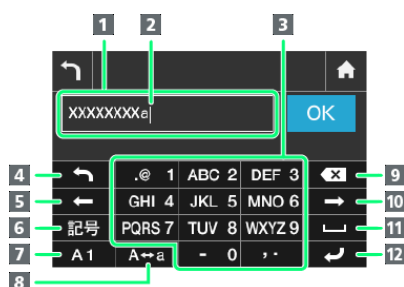 1 2 3
XXXXXXXXa
OK
4 .@ 1 ABC 2 DEF 3 9
5 GHI 4 JKL 5 MNO 6 10
6 記号 PQRS 7 TUV 8 WXYZ 9 11
7 A1 A↔a - 0 , . 12
8